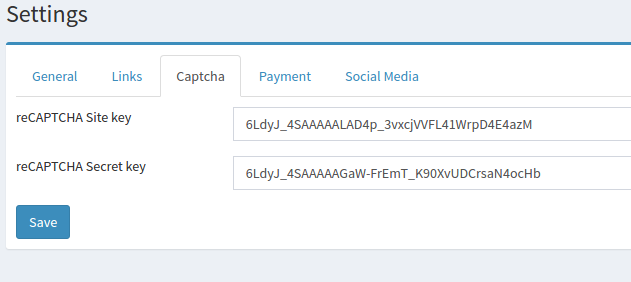 Settings
General Links Captcha Payment Social Media
reCAPTCHA Site key 6LdyJ_4SAAAAALAD4p_3vxcjVVFL41WrpD4E4azM
reCAPTCHA Secret key 6LdyJ_4SAAAAAGaW-FrEmT_K90XvUDCrsaN4ocHb
Save